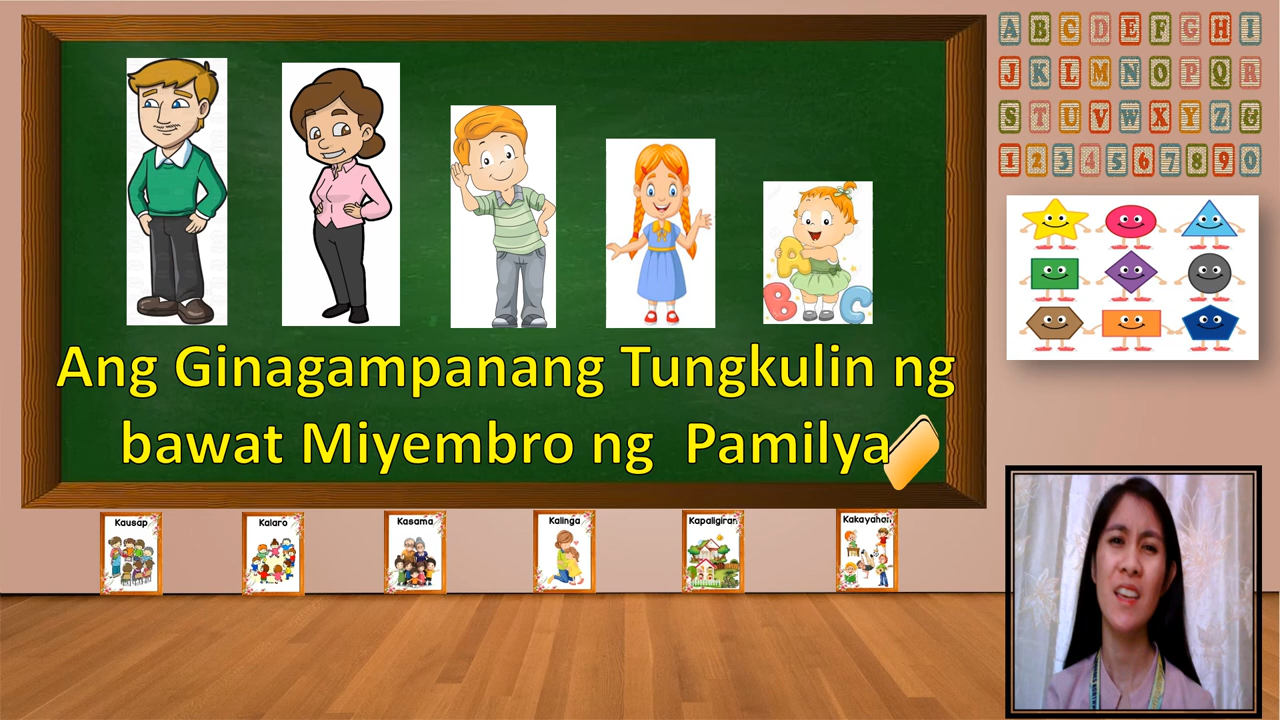 A B C D E F G H I
J K L M N O P Q R
S T U V W X Y Z &
1 2 3 4 5 6 7 8 9 0
A
B C
Ang Ginagampanang Tungkulin ng
bawat Miyembro ng Pamilya
Kausap
Kalaro
Kasama
Kalinga
Kapaligiran
Kakayahan